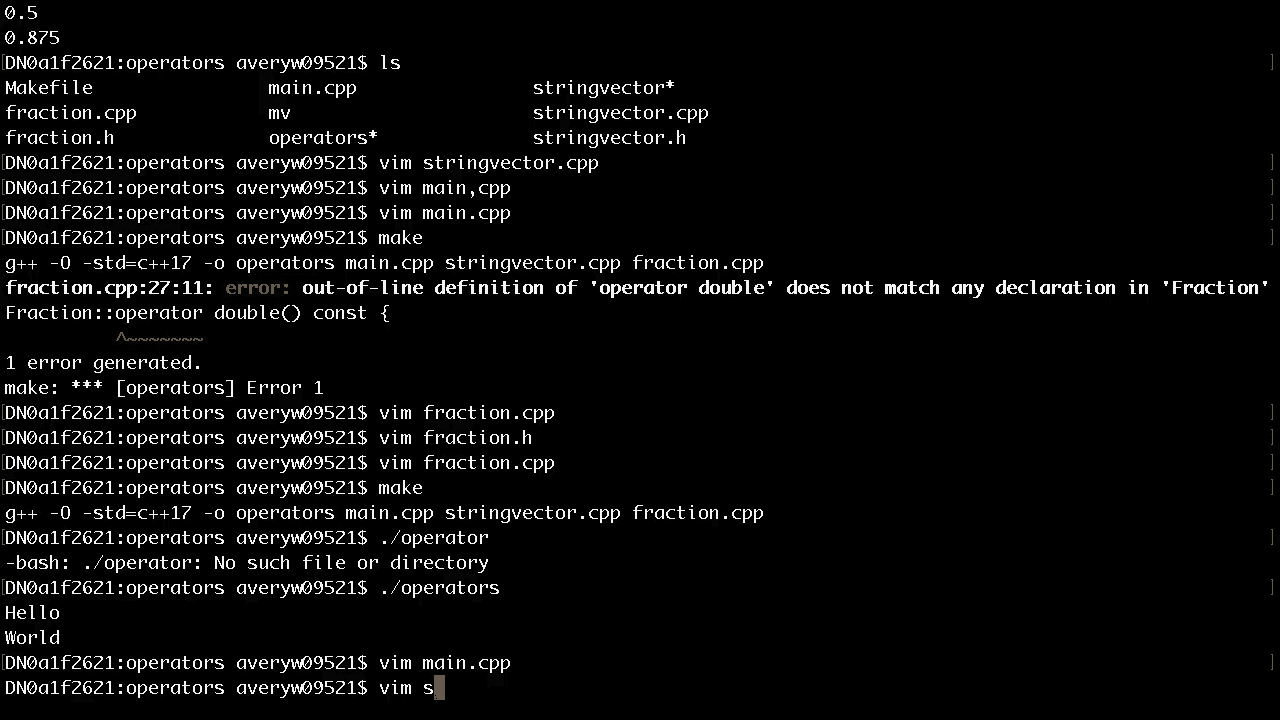 0.5
0.875
[DN0a1f2621:operators averyw09521$ ls ]
Makefile main.cpp stringvector*
fraction.cpp mv stringvector.cpp
fraction.h operators* stringvector.h
[DN0a1f2621:operators averyw09521$ vim stringvector.cpp ]
[DN0a1f2621:operators averyw09521$ vim main,cpp ]
[DN0a1f2621:operators averyw09521$ vim main.cpp ]
[DN0a1f2621:operators averyw09521$ make ]
g++ -O -std=c++17 -o operators main.cpp stringvector.cpp fraction.cpp
fraction.cpp:27:11: error: out-of-line definition of 'operator double' does not match any declaration in 'Fraction'
Fraction::operator double() const {
^~~~~~~~
1 error generated.
make: *** [operators] Error 1
[DN0a1f2621:operators averyw09521$ vim fraction.cpp ]
[DN0a1f2621:operators averyw09521$ vim fraction.h ]
[DN0a1f2621:operators averyw09521$ vim fraction.cpp ]
[DN0a1f2621:operators averyw09521$ make ]
g++ -O -std=c++17 -o operators main.cpp stringvector.cpp fraction.cpp
[DN0a1f2621:operators averyw09521$ ./operator ]
-bash: ./operator: No such file or directory
[DN0a1f2621:operators averyw09521$ ./operators ]
Hello
World
[DN0a1f2621:operators averyw09521$ vim main.cpp ]
DN0a1f2621:operators averyw09521$ vim s